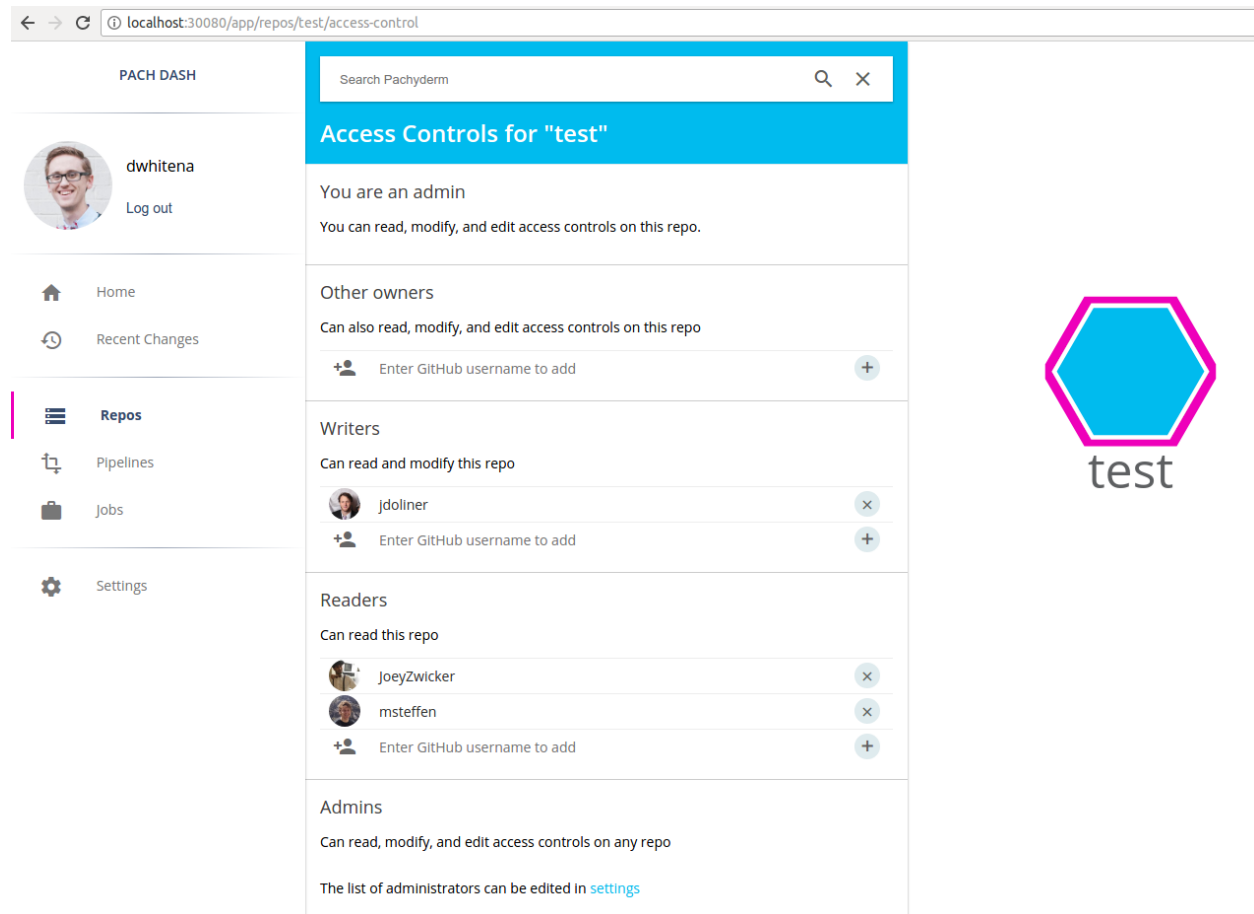 localhost:30080/app/repos/test/access-control
PACH DASH
dwhitena
Log out
Home
Recent Changes
Repos
Pipelines
Jobs
Settings
Search Pachyderm
Access Controls for "test"
You are an admin
You can read, modify, and edit access controls on this repo.
Other owners
Can also read, modify, and edit access controls on this repo
Enter GitHub username to add
Writers
Can read and modify this repo
jdoliner
Enter GitHub username to add
Readers
Can read this repo
JoeyZwicker
msteffen
Enter GitHub username to add
Admins
Can read, modify, and edit access controls on any repo
The list of administrators can be edited in settings
test